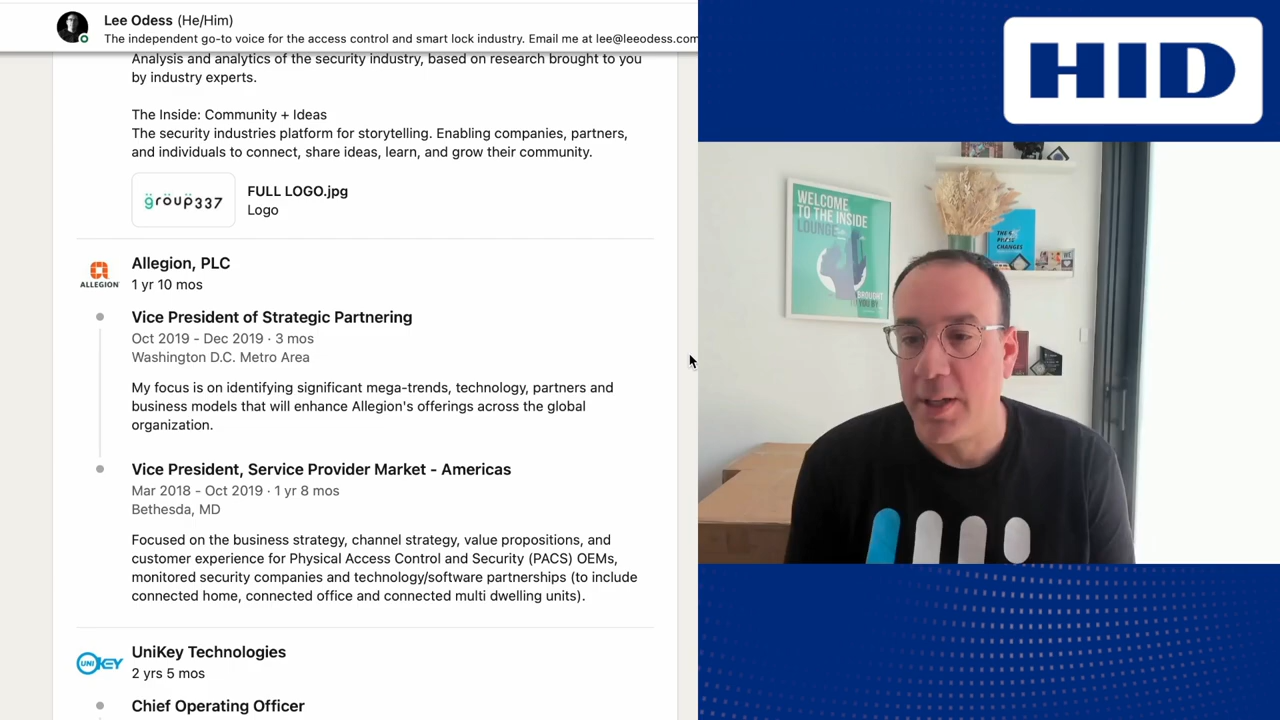 Lee Odess (He/Him)
The independent go-to voice for the access control and smart lock industry. Email me at lee@leeodess.com
Analysis and analytics of the security industry, based on research brought to you
by industry experts.
The Inside: Community + Ideas
The security industries platform for storytelling. Enabling companies, partners,
and individuals to connect, share ideas, learn, and grow their community.
gröüp337
FULL LOGO.jpg
Logo
ALLEGION
Allegion, PLC
1 yr 10 mos
Vice President of Strategic Partnering
Oct 2019 - Dec 2019 · 3 mos
Washington D.C. Metro Area
My focus is on identifying significant mega-trends, technology, partners and
business models that will enhance Allegion's offerings across the global
organization.
Vice President, Service Provider Market - Americas
Mar 2018 - Oct 2019 · 1 yr 8 mos
Bethesda, MD
Focused on the business strategy, channel strategy, value propositions, and
customer experience for Physical Access Control and Security (PACS) OEMs,
monitored security companies and technology/software partnerships (to include
connected home, connected office and connected multi dwelling units).
UNIKEY
UniKey Technologies
2 yrs 5 mos
Chief Operating Officer
HID
WELCOME
TO THE INSIDE
LOUNGE
BROUGHT
TO YOU BY
THE 6
PHASE
CHANGES